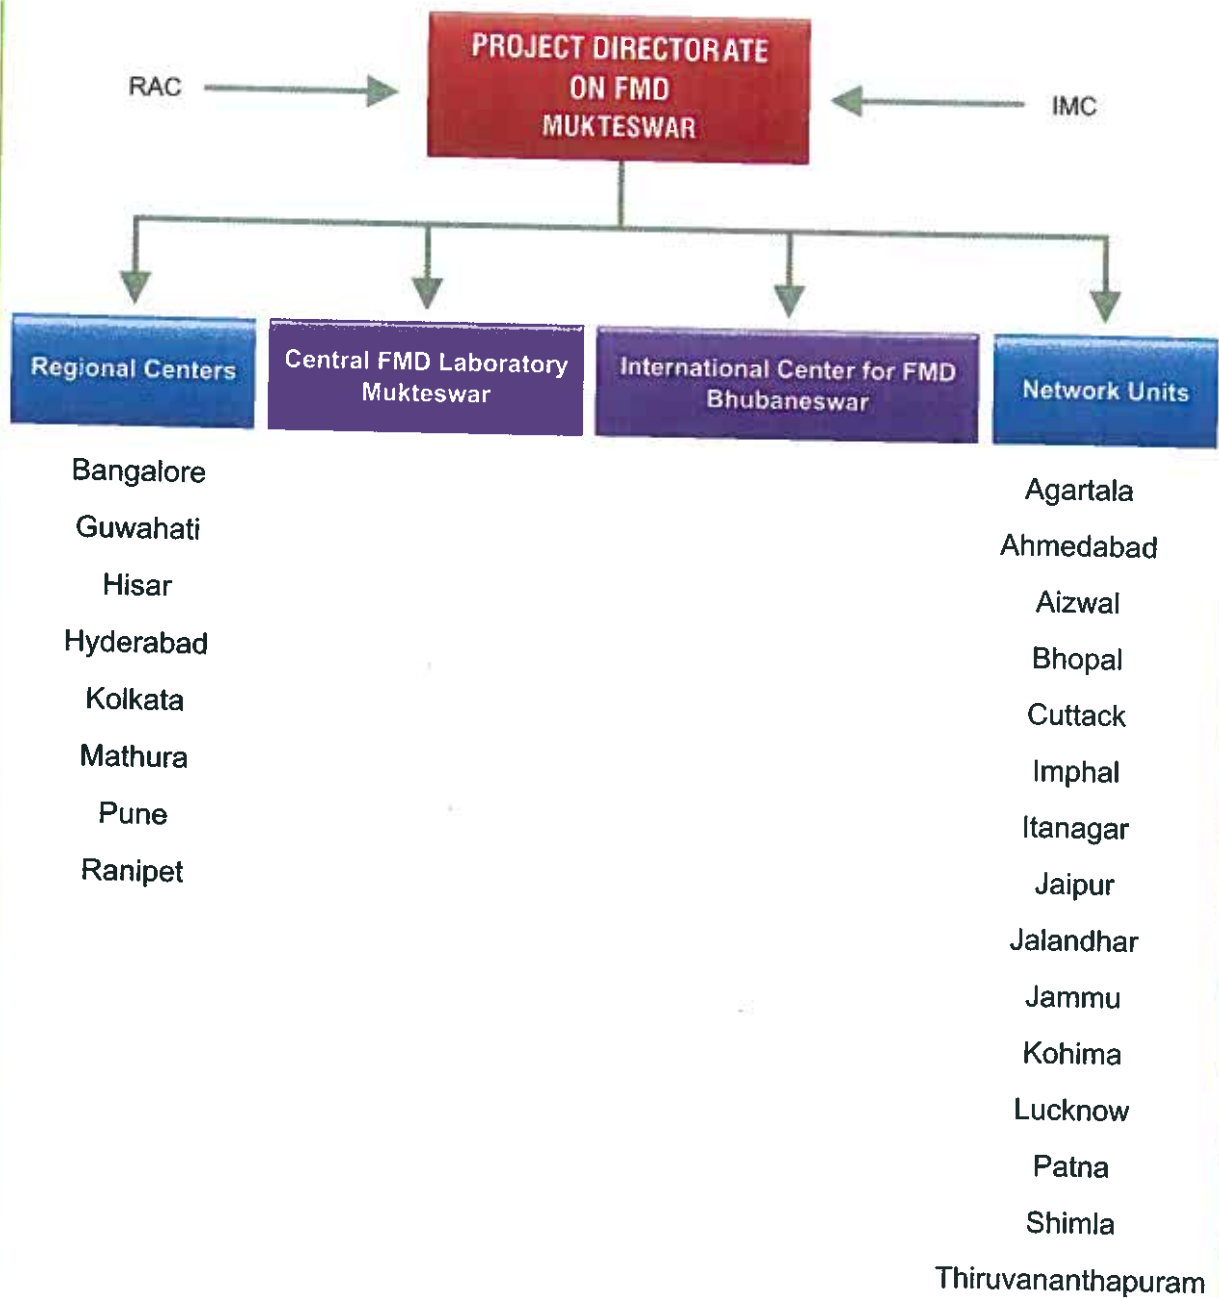 PROJECT DIRECTORATE
ON FMD
MUKTESWAR
RAC
IMC
Regional Centers
Central FMD Laboratory
Mukteswar
International Center for FMD
Bhubaneswar
Network Units
Bangalore
Guwahati
Hisar
Hyderabad
Kolkata
Mathura
Pune
Ranipet
Agartala
Ahmedabad
Aizwal
Bhopal
Cuttack
Imphal
Itanagar
Jaipur
Jalandhar
Jammu
Kohima
Lucknow
Patna
Shimla
Thiruvananthapuram